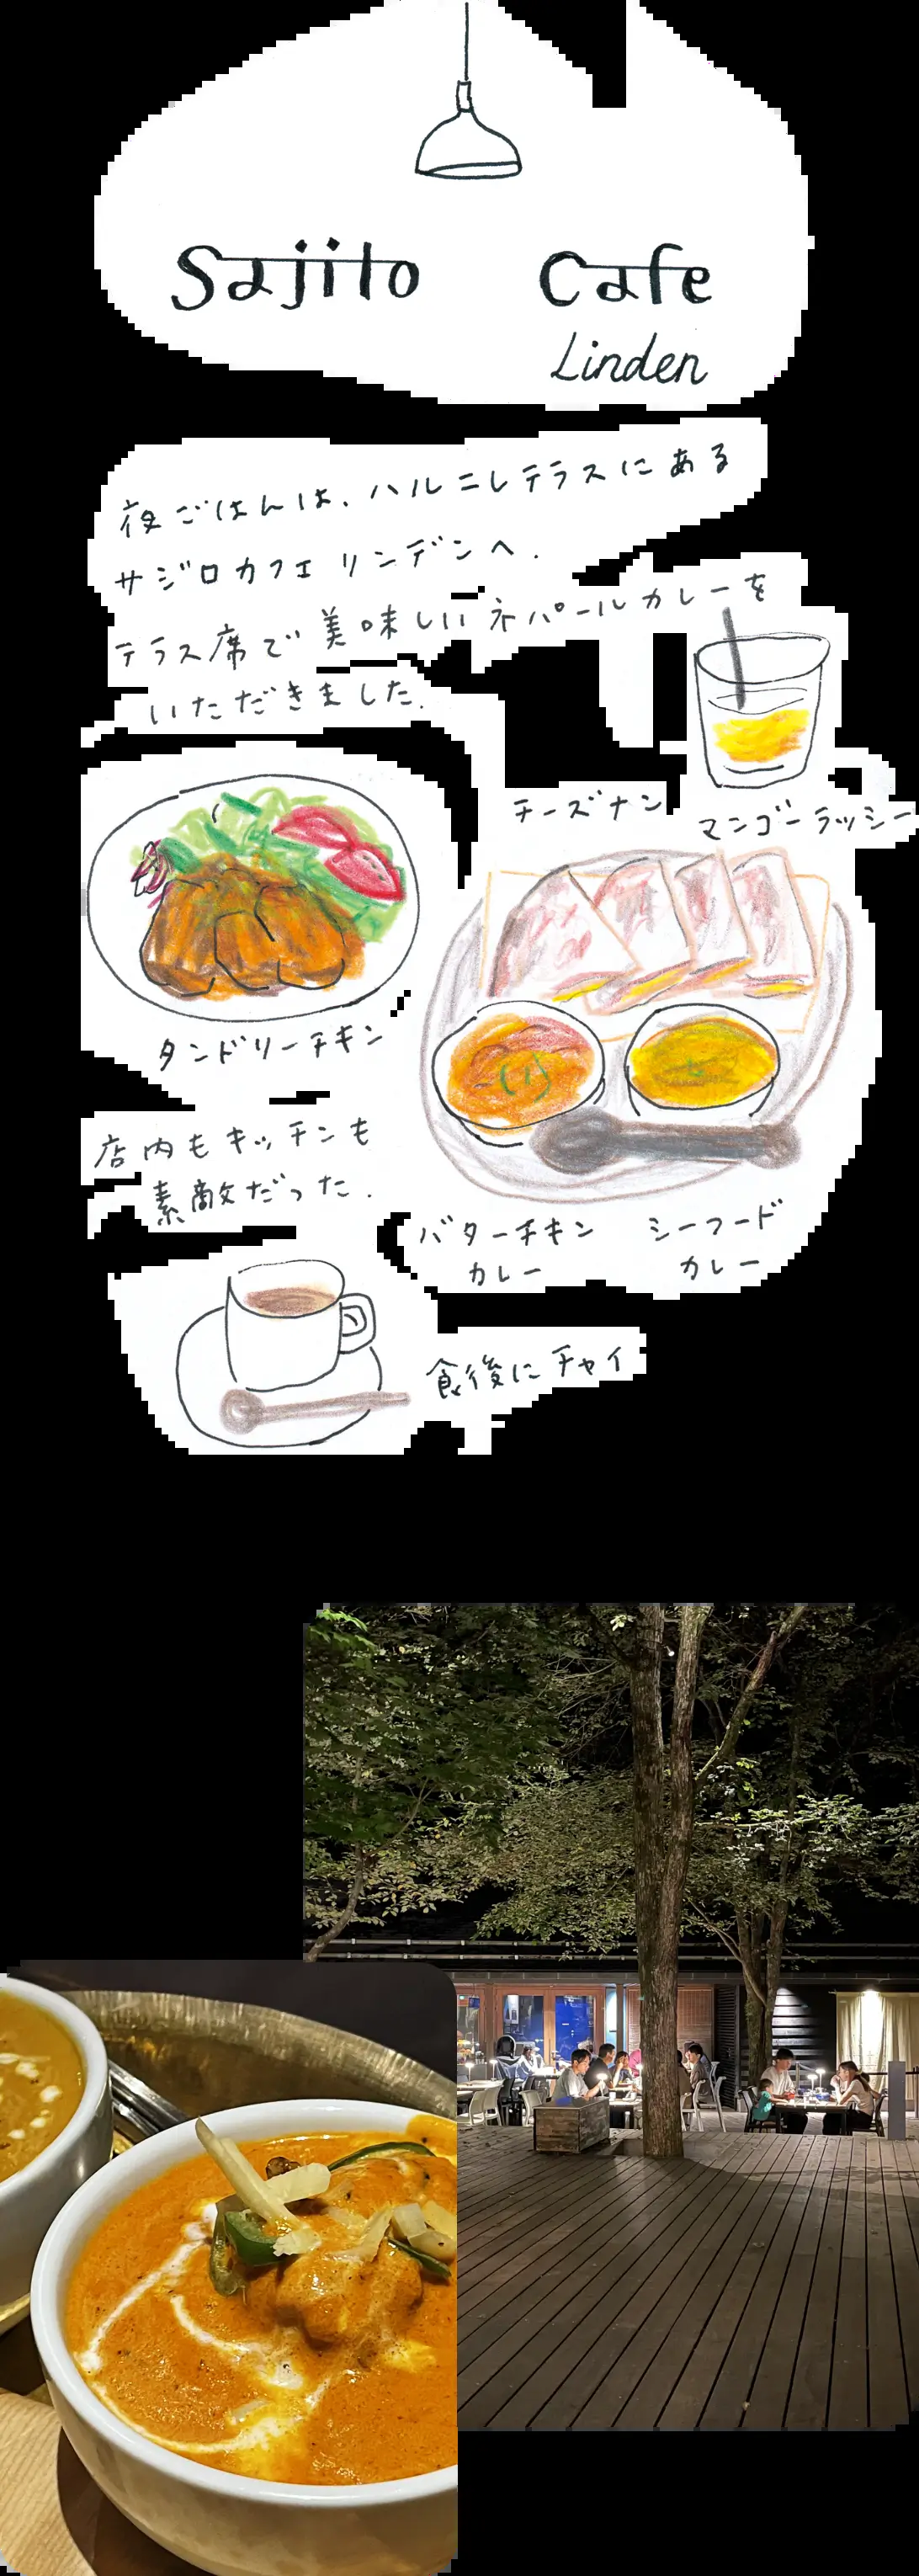 Sajilo Cafe
Linden
夜ごはんは、ハルニレテラスにある
サジロカフェ リンデンへ.
テラス席で美味しいネパールカレーを
いただきました.
チーズナン
マンゴーラッシー
タンドリーチキン
店内もキッチンも
素敵だった.
バターチキン
カレー
シーフード
カレー
食後にチャイ